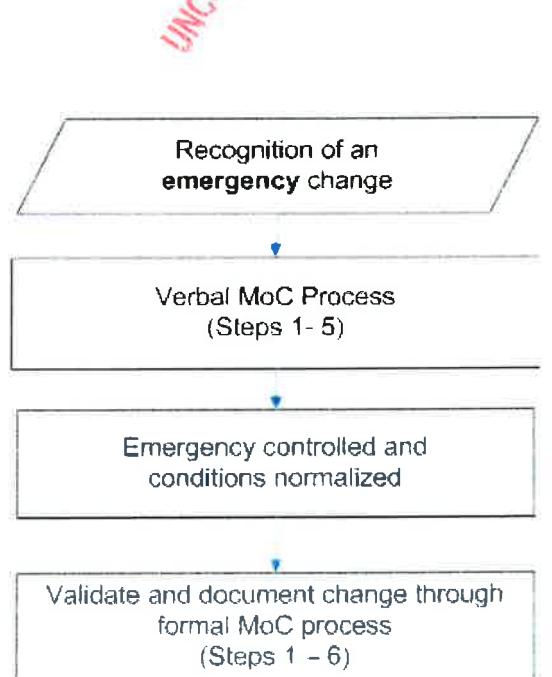 Recognition of an
emergency change
Verbal MoC Process
(Steps 1- 5)
Emergency controlled and
conditions normalized
Validate and document change through
formal MoC process
(Steps 1 – 6)